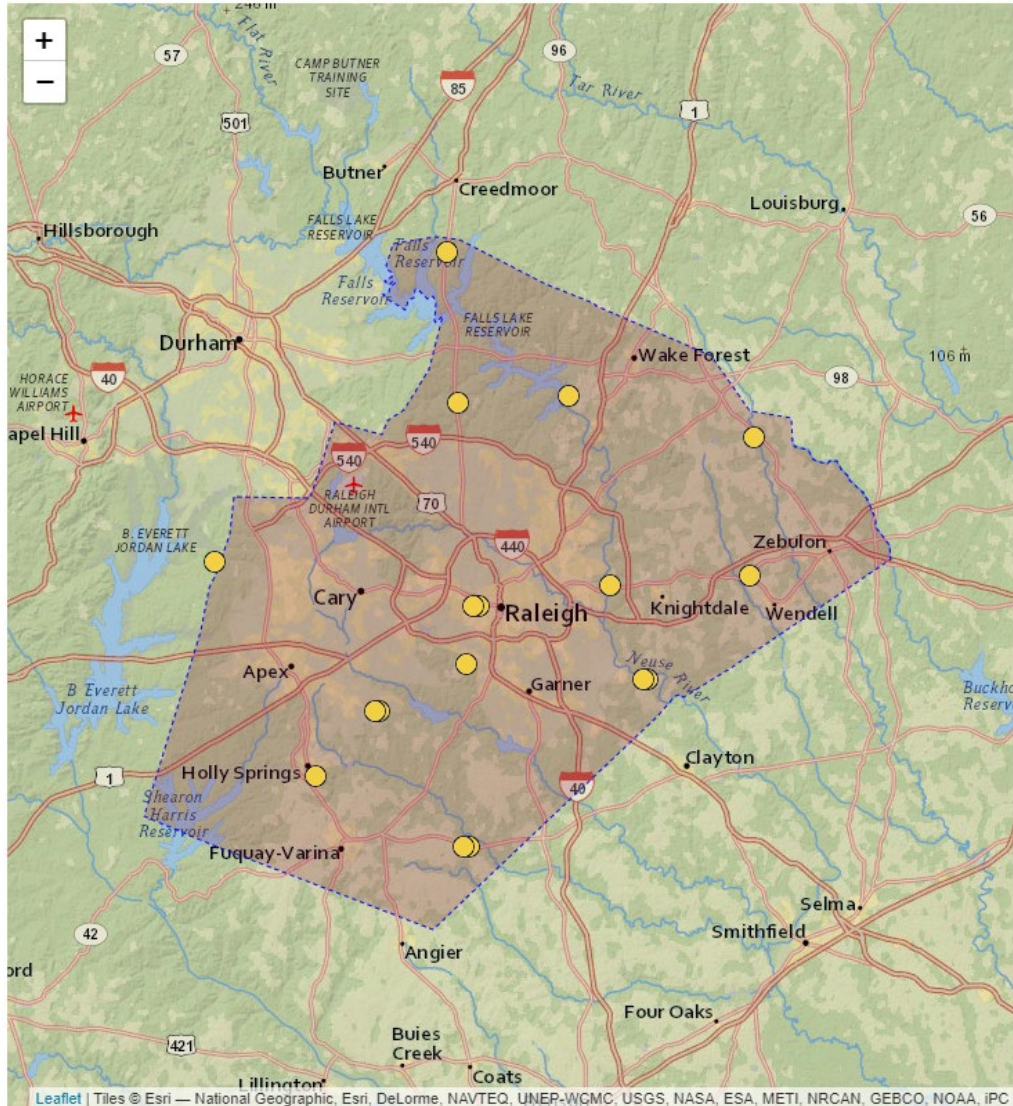 246 m
+
−
57
Flat
River
CAMP BUTNER
TRAINING
SITE
96
85
Tar River
1
501
Butner
Creedmoor
Louisburg
56
Hillsborough
FALLS LAKE
RESERVOIR
Falls
Reservoir
Falls
Reservoir
FALLS LAKE
RESERVOIR
Durham
Wake Forest
106 m
40
98
HORACE
WILLIAMS
AIRPORT
apel Hill
540
540
RALEIGH
DURHAM INTL
AIRPORT
70
B. EVERETT
JORDAN LAKE
440
Zebulon
Cary
Raleigh
Knightdale
Wendell
Apex
Garner
Neuse River
B Everett
Jordan Lake
Buckho
Reservo
Clayton
1
Holly Springs
40
Shearon
Harris
Reservoir
Fuquay-Varina
Selma
42
Smithfield
Angier
ord
Four Oaks
421
Buies
Creek
Coats
Lillington
Leaflet | Tiles © Esri — National Geographic, Esri, DeLorme, NAVTEQ, UNEP-WCMC, USGS, NASA, ESA, METI, NRCAN, GEBCO, NOAA, iPC